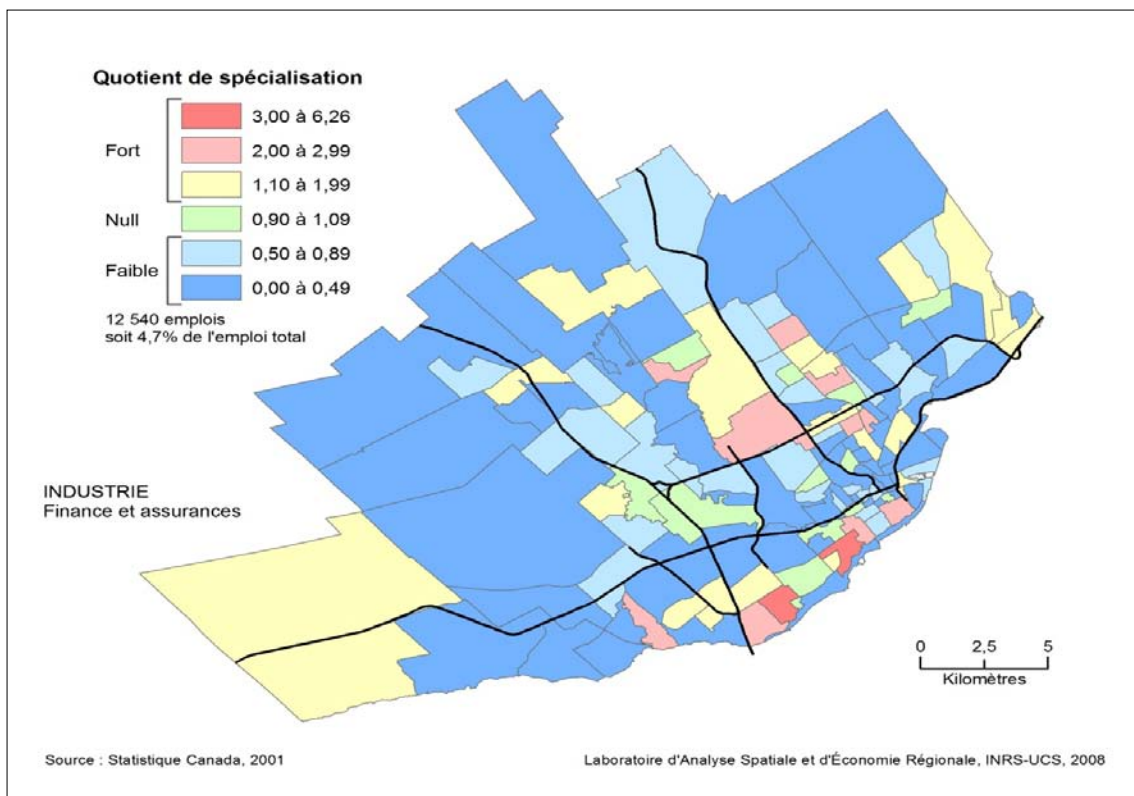 Quotient de spécialisation
Fort
3,00 à 6,26
2,00 à 2,99
1,10 à 1,99
Null
0,90 à 1,09
Faible
0,50 à 0,89
0,00 à 0,49
12 540 emplois
soit 4,7% de l'emploi total
INDUSTRIE
Finance et assurances
0 2,5 5
Kilomètres
Source : Statistique Canada, 2001
Laboratoire d'Analyse Spatiale et d'Économie Régionale, INRS-UCS, 2008